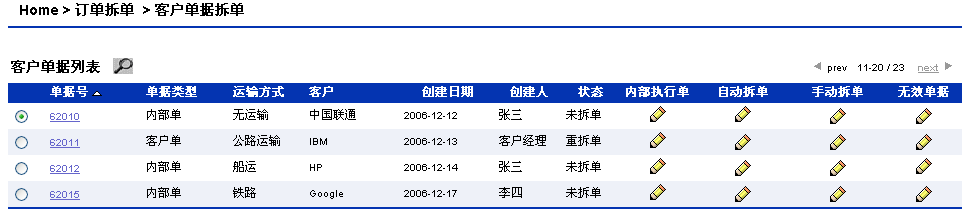 Home > 订单拆单 > 客户单据拆单
客户单据列表 prev 11-20 / 23 next
单据号 单据类型 运输方式 客户 创建日期 创建人 状态 内部执行单 自动拆单 手动拆单 无效单据
62010 内部单 无运输 中国联通 2006-12-12 张三 未拆单
62011 客户单 公路运输 IBM 2006-12-13 客户经理 重拆单
62012 内部单 船运 HP 2006-12-14 张三 未拆单
62015 内部单 铁路 Google 2006-12-17 李四 未拆单